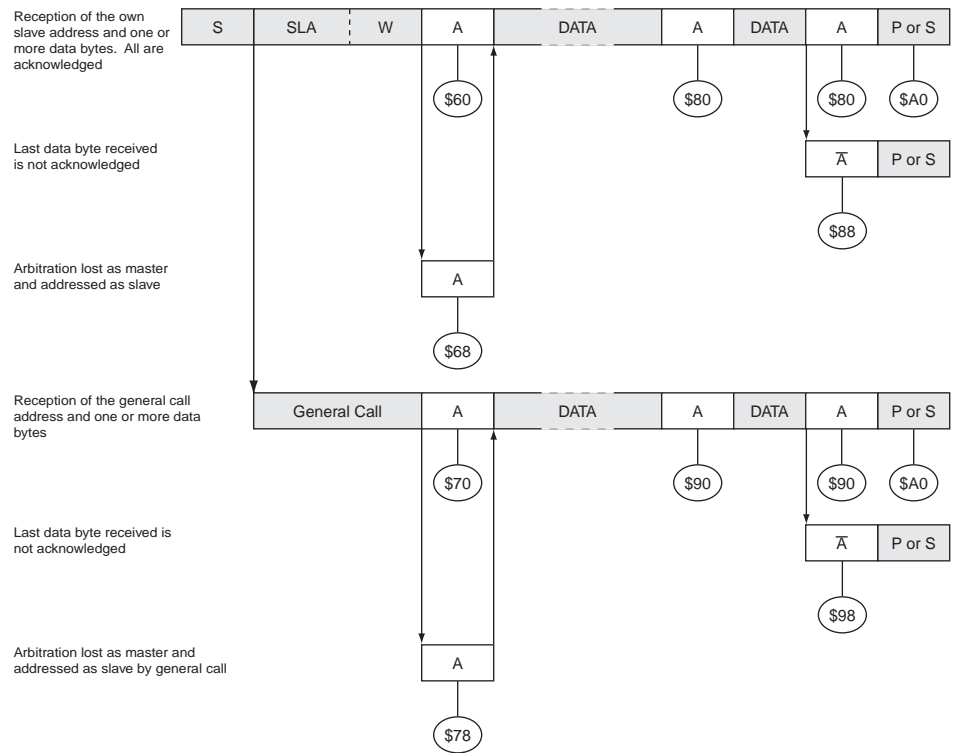 Reception of the own
slave address and one or
more data bytes. All are
acknowledged
S SLA W A DATA A DATA A P or S
$60 $80 $80 $A0
Last data byte received
is not acknowledged
A̅ P or S
$88
Arbitration lost as master
and addressed as slave
A
$68
Reception of the general call
address and one or more data
bytes
General Call A DATA A DATA A P or S
$70 $90 $90 $A0
Last data byte received is
not acknowledged
A̅ P or S
$98
Arbitration lost as master and
addressed as slave by general call
A
$78